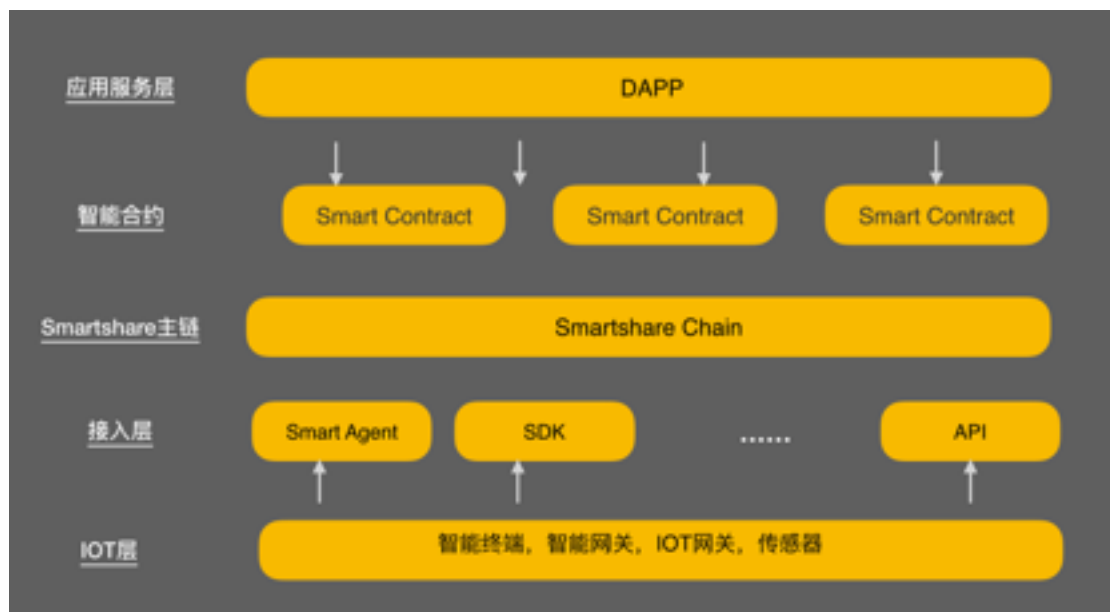 应用服务层
DAPP
智能合约
Smart Contract
Smart Contract
Smart Contract
Smartshare主链
Smartshare Chain
接入层
Smart Agent
SDK
......
API
IOT层
智能终端，智能网关，IOT网关，传感器